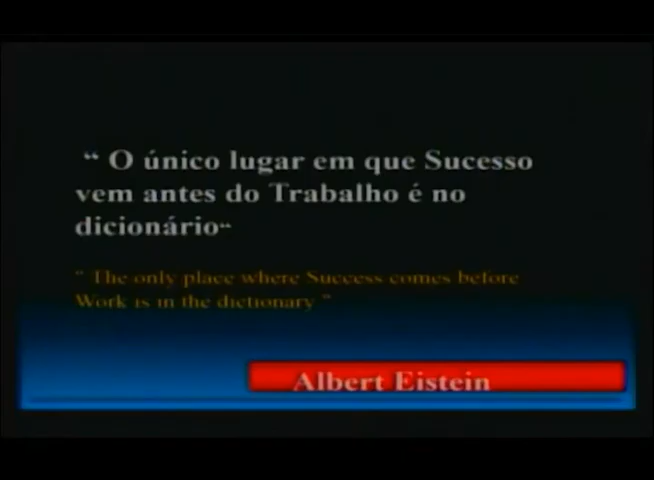 “ O único lugar em que Sucesso
vem antes do Trabalho é no
dicionário“
" The only place where Success comes before
Work is in the dictionary "
Albert Eistein